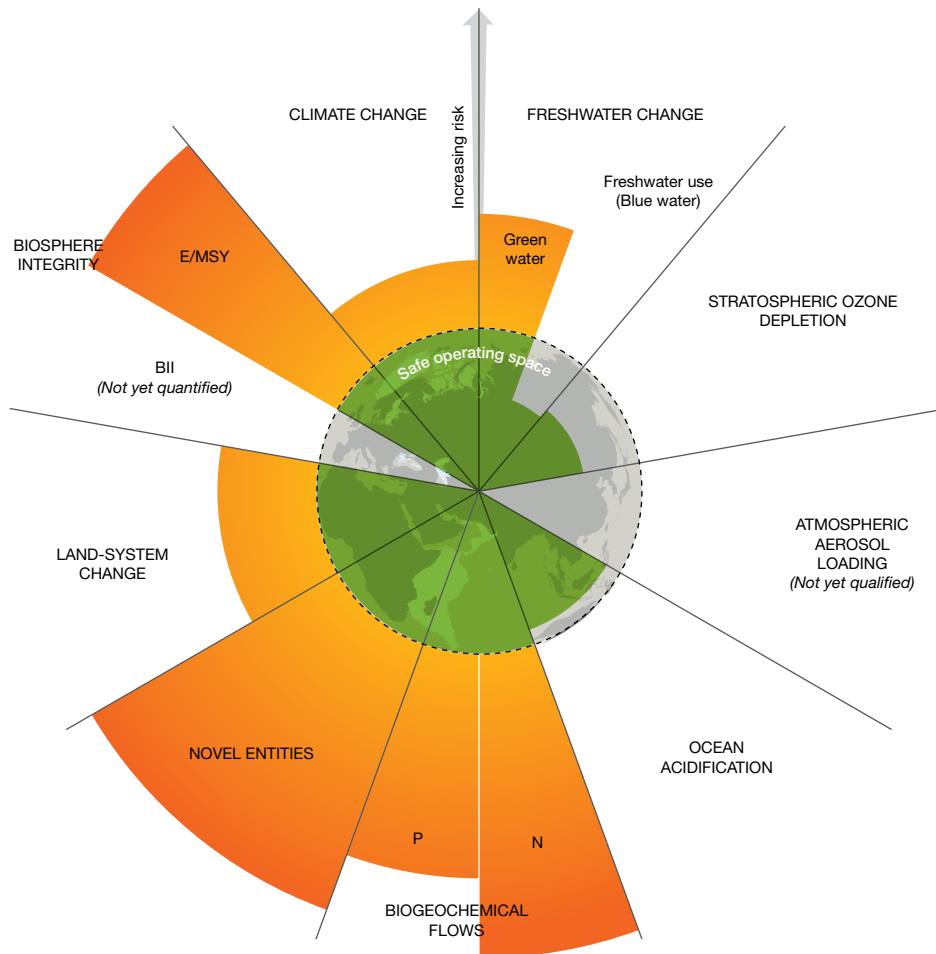 CLIMATE CHANGE
Increasing risk
FRESHWATER CHANGE
Freshwater use
(Blue water)
Green
water
BIOSPHERE
INTEGRITY
E/MSY
STRATOSPHERIC OZONE
DEPLETION
Safe operating space
BII
(Not yet quantified)
LAND-SYSTEM
CHANGE
ATMOSPHERIC
AEROSOL
LOADING
(Not yet qualified)
NOVEL ENTITIES
OCEAN
ACIDIFICATION
P
N
BIOGEOCHEMICAL
FLOWS